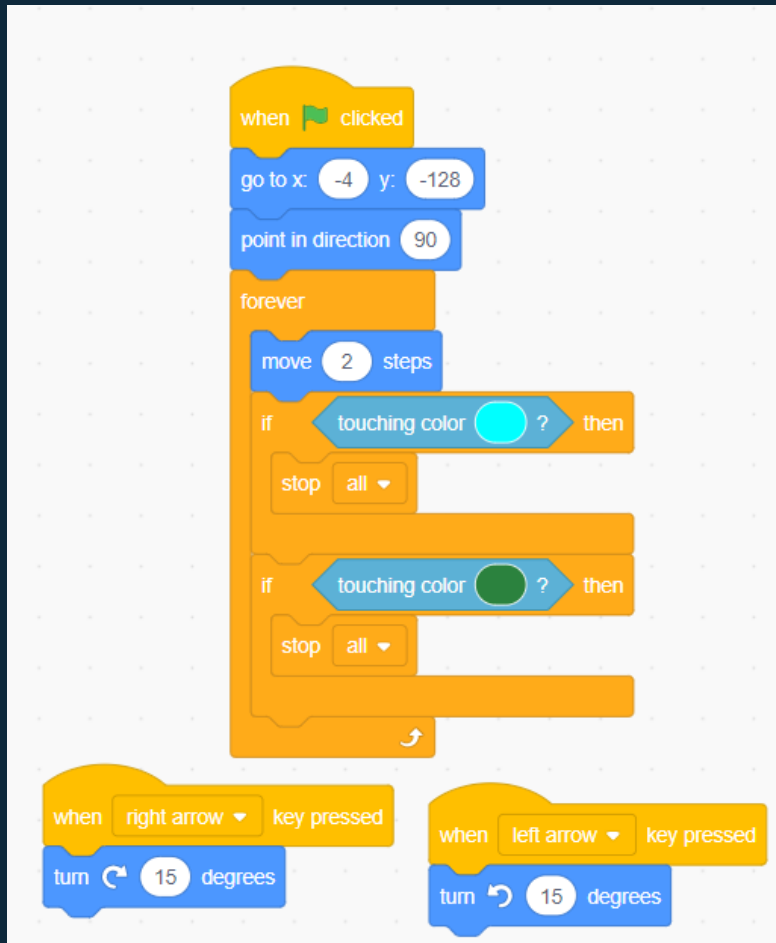 when clicked
go to x: -4 y: -128
point in direction 90
forever
move 2 steps
if touching color ? then
stop all
if touching color ? then
stop all
when right arrow key pressed
turn 15 degrees
when left arrow key pressed
turn 15 degrees